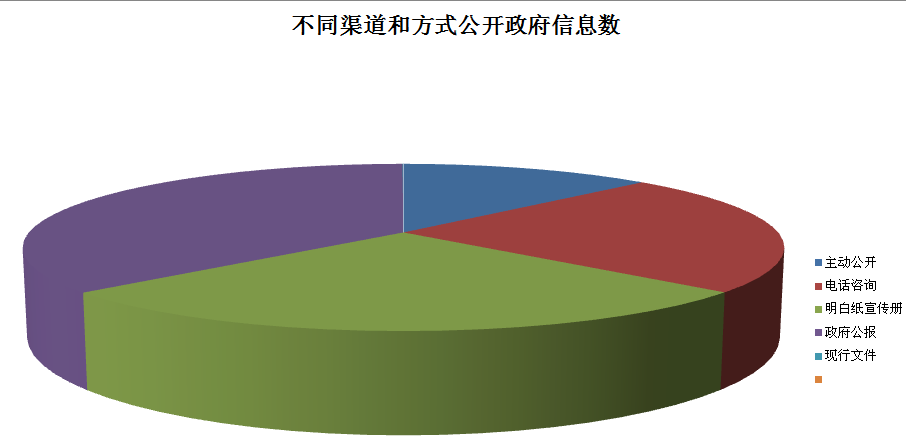 不同渠道和方式公开政府信息数
主动公开
电话咨询
明白纸宣传册
政府公报
现行文件